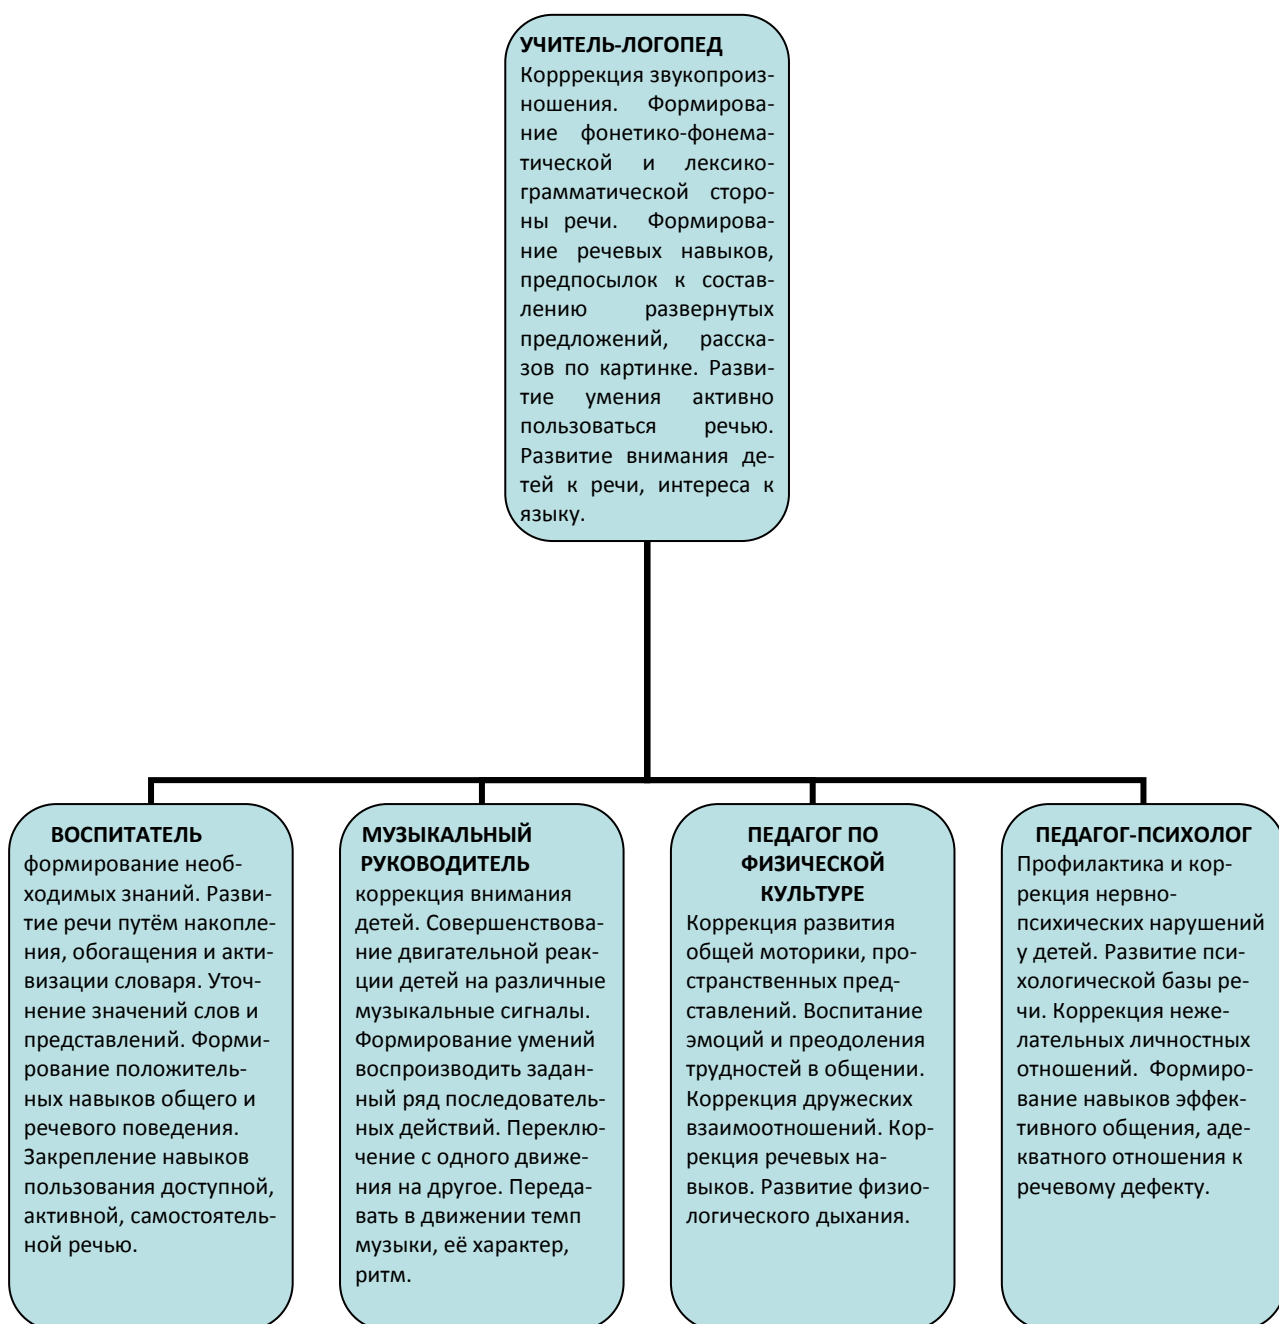 УЧИТЕЛЬ-ЛОГОПЕД
Корррекция звукопроиз-
ношения. Формирова-
ние фонетико-фонема-
тической и лексико-
грамматической сторо-
ны речи. Формирова-
ние речевых навыков,
предпосылок к состав-
лению развернутых
предложений, расска-
зов по картинке. Разви-
тие умения активно
пользоваться речью.
Развитие внимания де-
тей к речи, интереса к
языку.
ВОСПИТАТЕЛЬ
формирование необ-
ходимых знаний. Разви-
тие речи путём накопле-
ния, обогащения и акти-
визации словаря. Уточ-
нение значений слов и
представлений. Форми-
рование положитель-
ных навыков общего и
речевого поведения.
Закрепление навыков
пользования доступной,
активной, самостоятель-
ной речью.
МУЗЫКАЛЬНЫЙ
РУКОВОДИТЕЛЬ
коррекция внимания
детей. Совершенствова-
ние двигательной реак-
ции детей на различные
музыкальные сигналы.
Формирование умений
воспроизводить задан-
ный ряд последователь-
ных действий. Переклю-
чение с одного движе-
ния на другое. Переда-
вать в движении темп
музыки, её характер,
ритм.
ПЕДАГОГ ПО
ФИЗИЧЕСКОЙ
КУЛЬТУРЕ
Коррекция развития
общей моторики, про-
странственных пред-
ставлений. Воспитание
эмоций и преодоления
трудностей в общении.
Коррекция дружеских
взаимоотношений. Кор-
рекция речевых на-
выков. Развитие физио-
логического дыхания.
ПЕДАГОГ-ПСИХОЛОГ
Профилактика и кор-
рекция нервно-
психических нарушений
у детей. Развитие пси-
хологической базы ре-
чи. Коррекция неже-
лательных личностных
отношений. Формиро-
вание навыков эффек-
тивного общения, аде-
кватного отношения к
речевому дефекту.